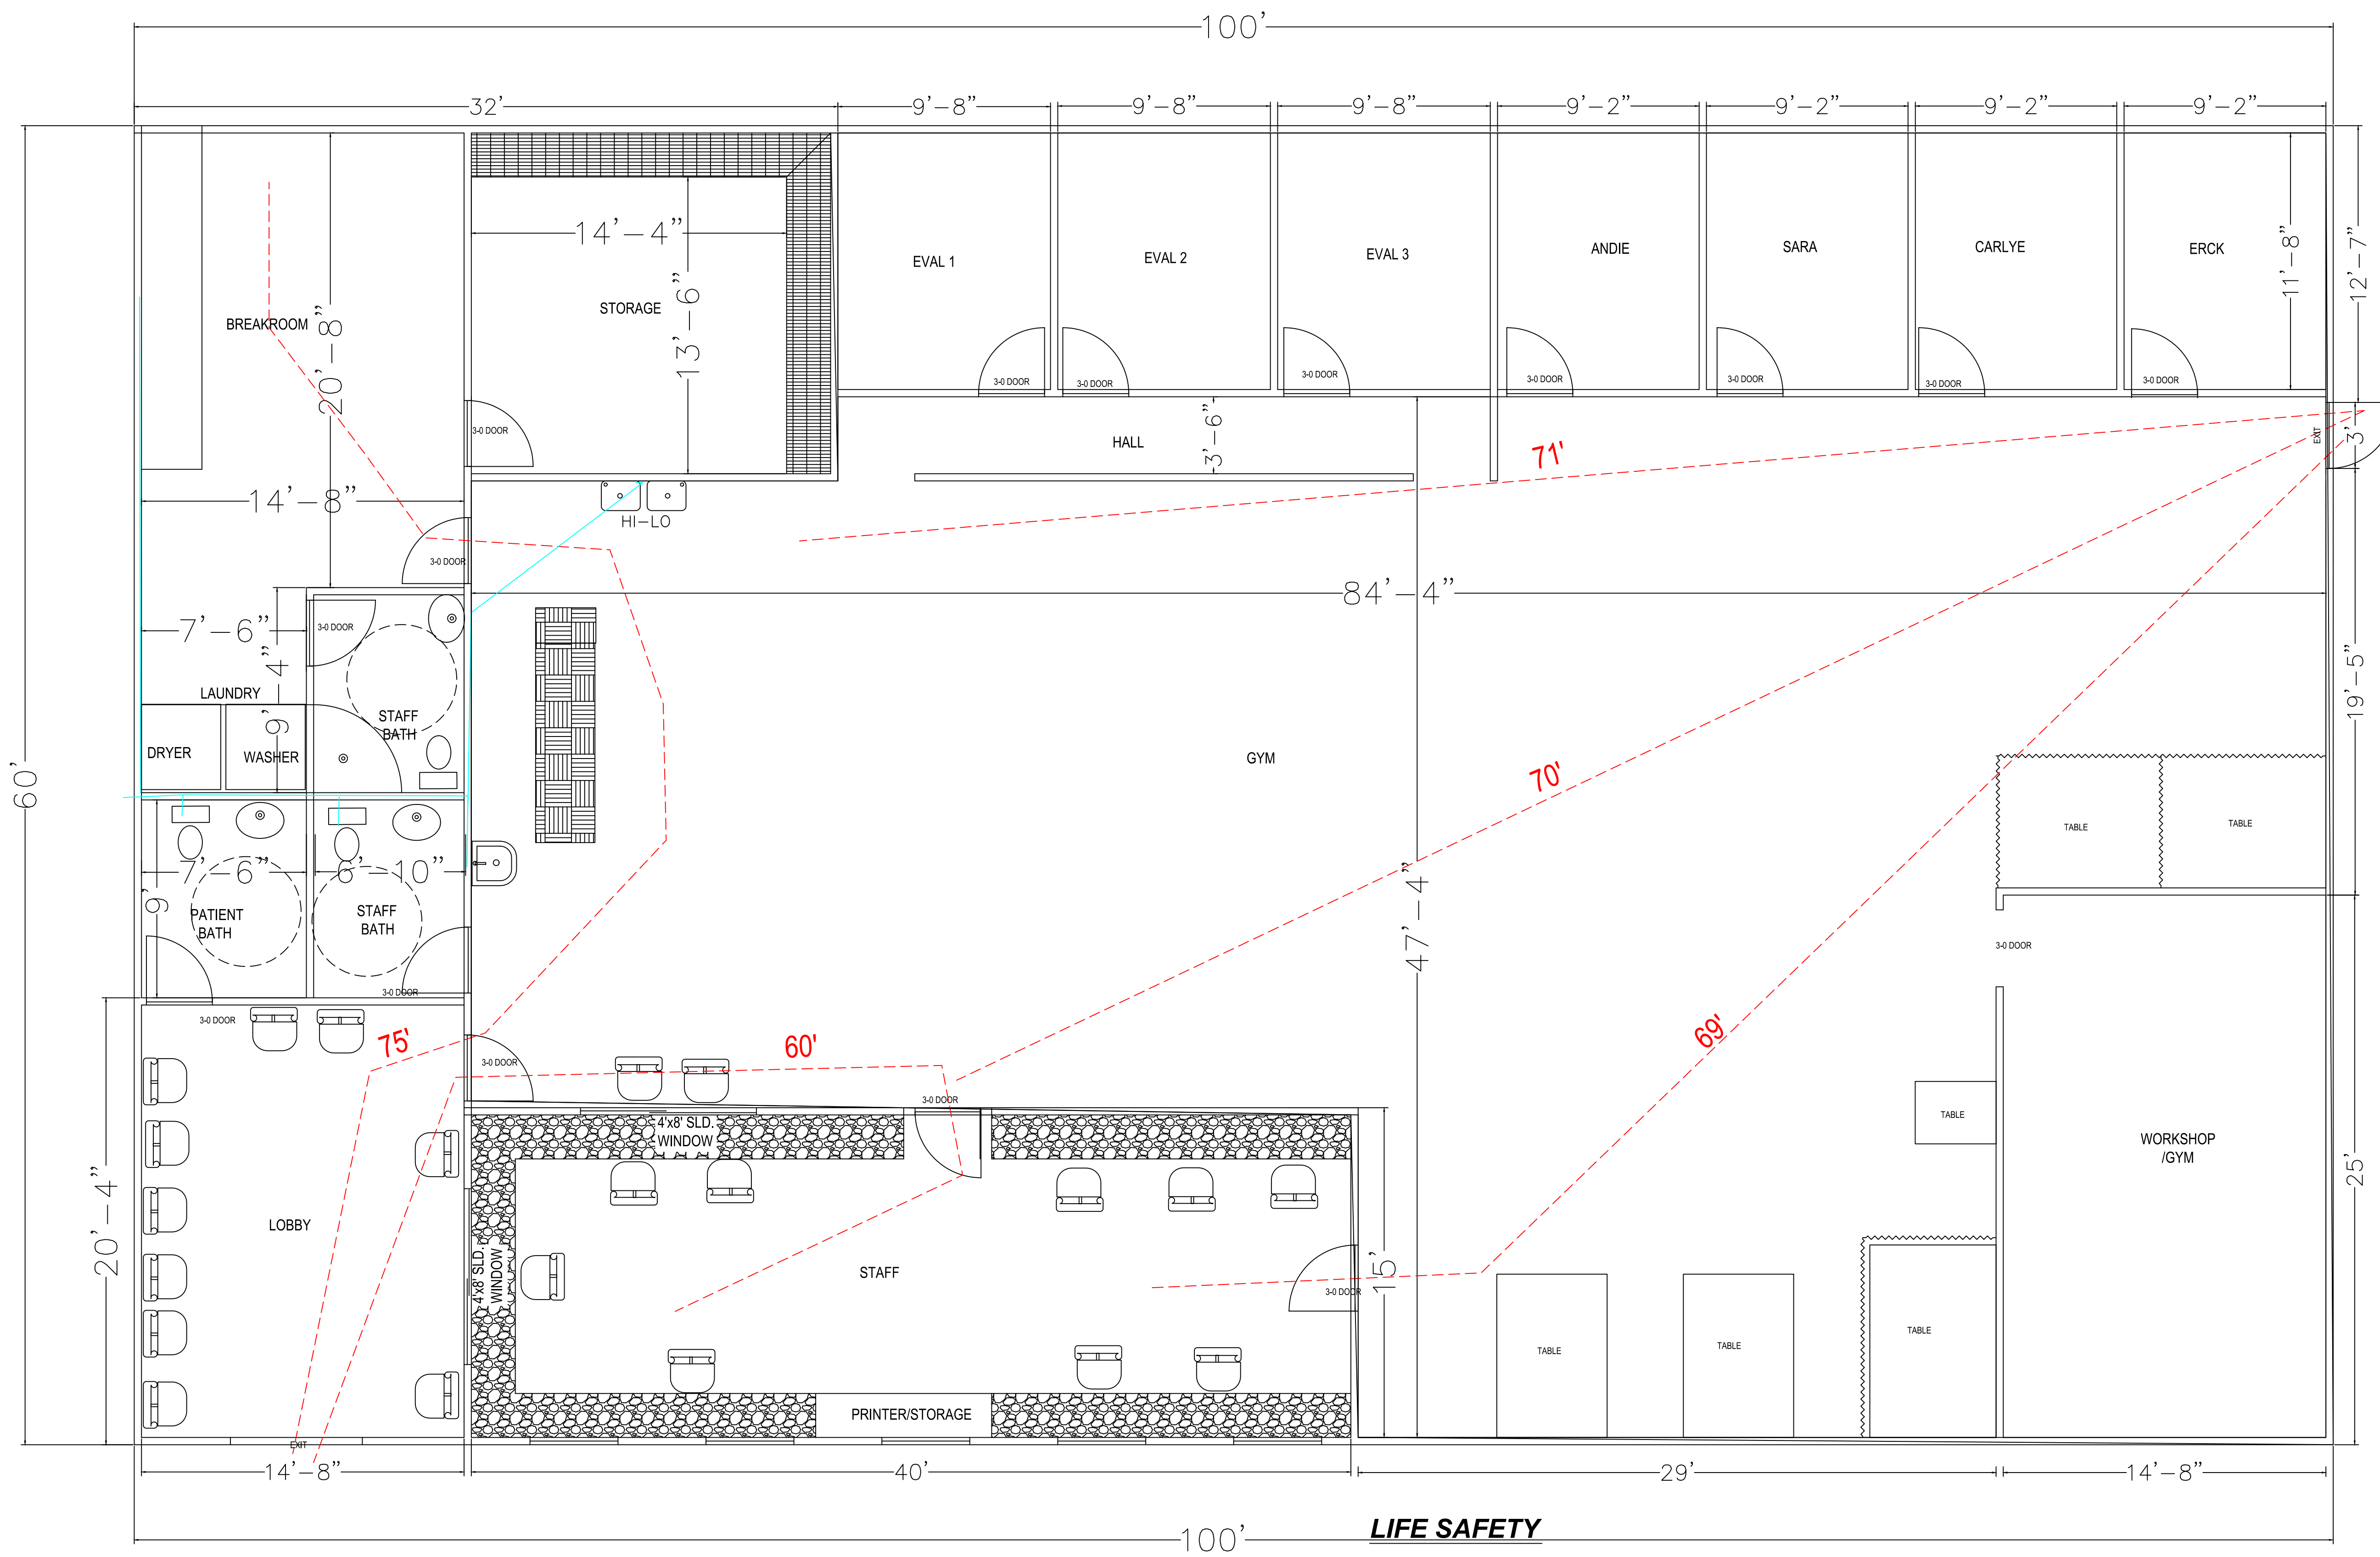 100'
32'
9'-8"
9'-8"
9'-8"
9'-2"
9'-2"
9'-2"
9'-2"
14'-4"
13'-6"
STORAGE
BREAKROOM
20'-8"
EVAL 1
EVAL 2
EVAL 3
ANDIE
SARA
CARLYE
ERCK
11'-8"
12'-7"
3-0 DOOR
3-0 DOOR
3-0 DOOR
3-0 DOOR
3-0 DOOR
3-0 DOOR
3-0 DOOR
3-0 DOOR
HALL
3'-6"
71'
EXIT
3'
14'-8"
HI-LO
3-0 DOOR
84'-4"
7'-6"
3-0 DOOR
9'-4"
LAUNDRY
STAFF
BATH
DRYER
WASHER
60'
GYM
70'
19'-5"
TABLE
TABLE
7'-6"
6'-10"
9'
PATIENT
BATH
STAFF
BATH
47'-4"
3-0 DOOR
3-0 DOOR
3-0 DOOR
75'
60'
69'
3-0 DOOR
3-0 DOOR
4'x8' SLD.
WINDOW
TABLE
WORKSHOP
/GYM
25'
20'-4"
LOBBY
4'x8' SLD.
WINDOW
STAFF
3-0 DOOR
15'
TABLE
TABLE
TABLE
PRINTER/STORAGE
EXIT
14'-8"
40'
29'
14'-8"
LIFE SAFETY
100'